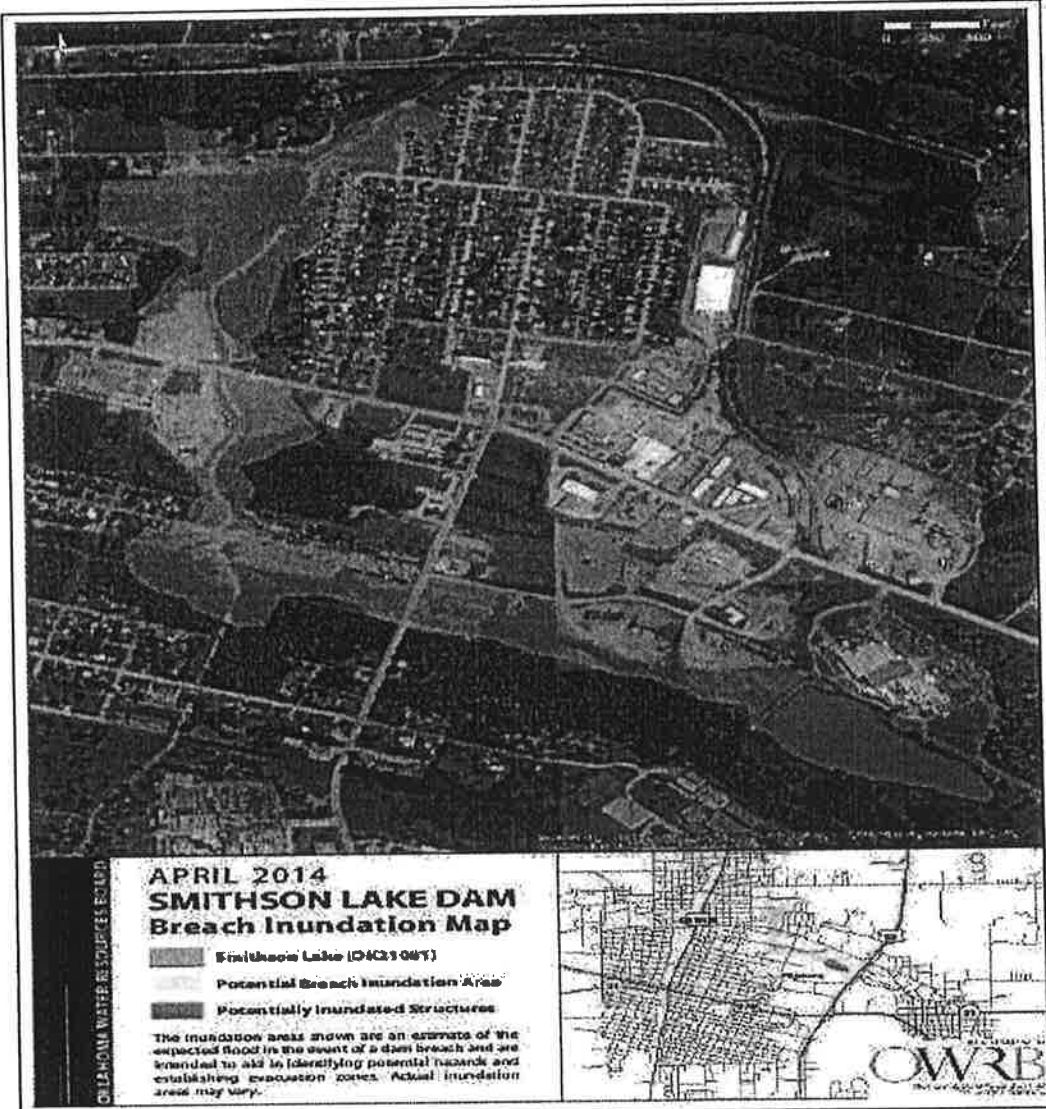 APRIL 2014
SMITHSON LAKE DAM
Breach Inundation Map
Smithson Lake
Potential Breach Inundation Area
Potentially Inundated Structures
The inundation areas shown are an estimate of the
expected flood in the event of a dam breach and are
intended to aid in identifying potential hazards and
establishing evacuation zones. Actual inundation
areas may vary.
OKLAHOMA WATER RESOURCES BOARD
OWRB